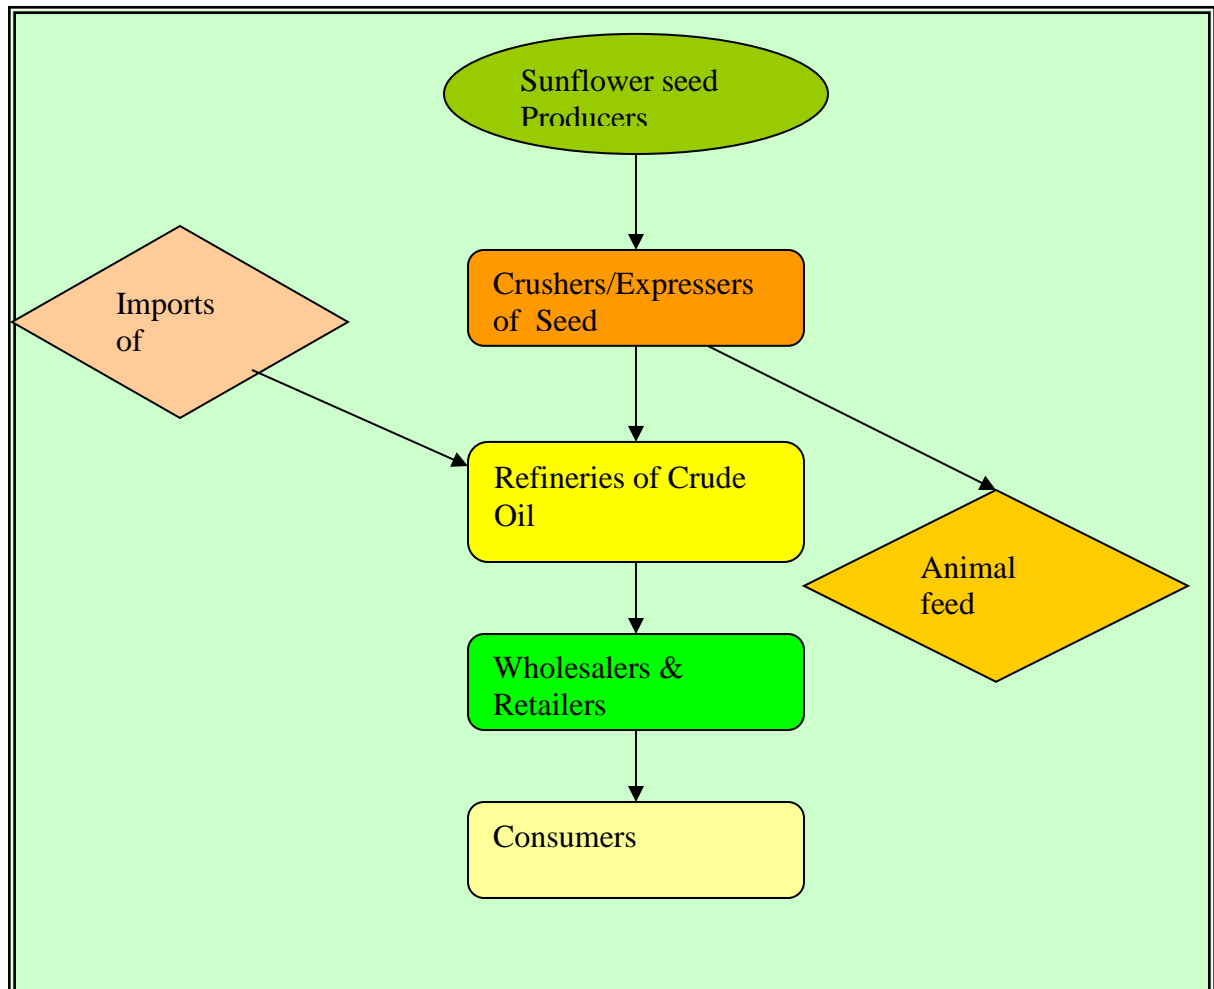 Sunflower seed
Producers
Imports
of
Crushers/Expressers
of  Seed
Refineries of Crude
Oil
Animal
feed
Wholesalers &
Retailers
Consumers